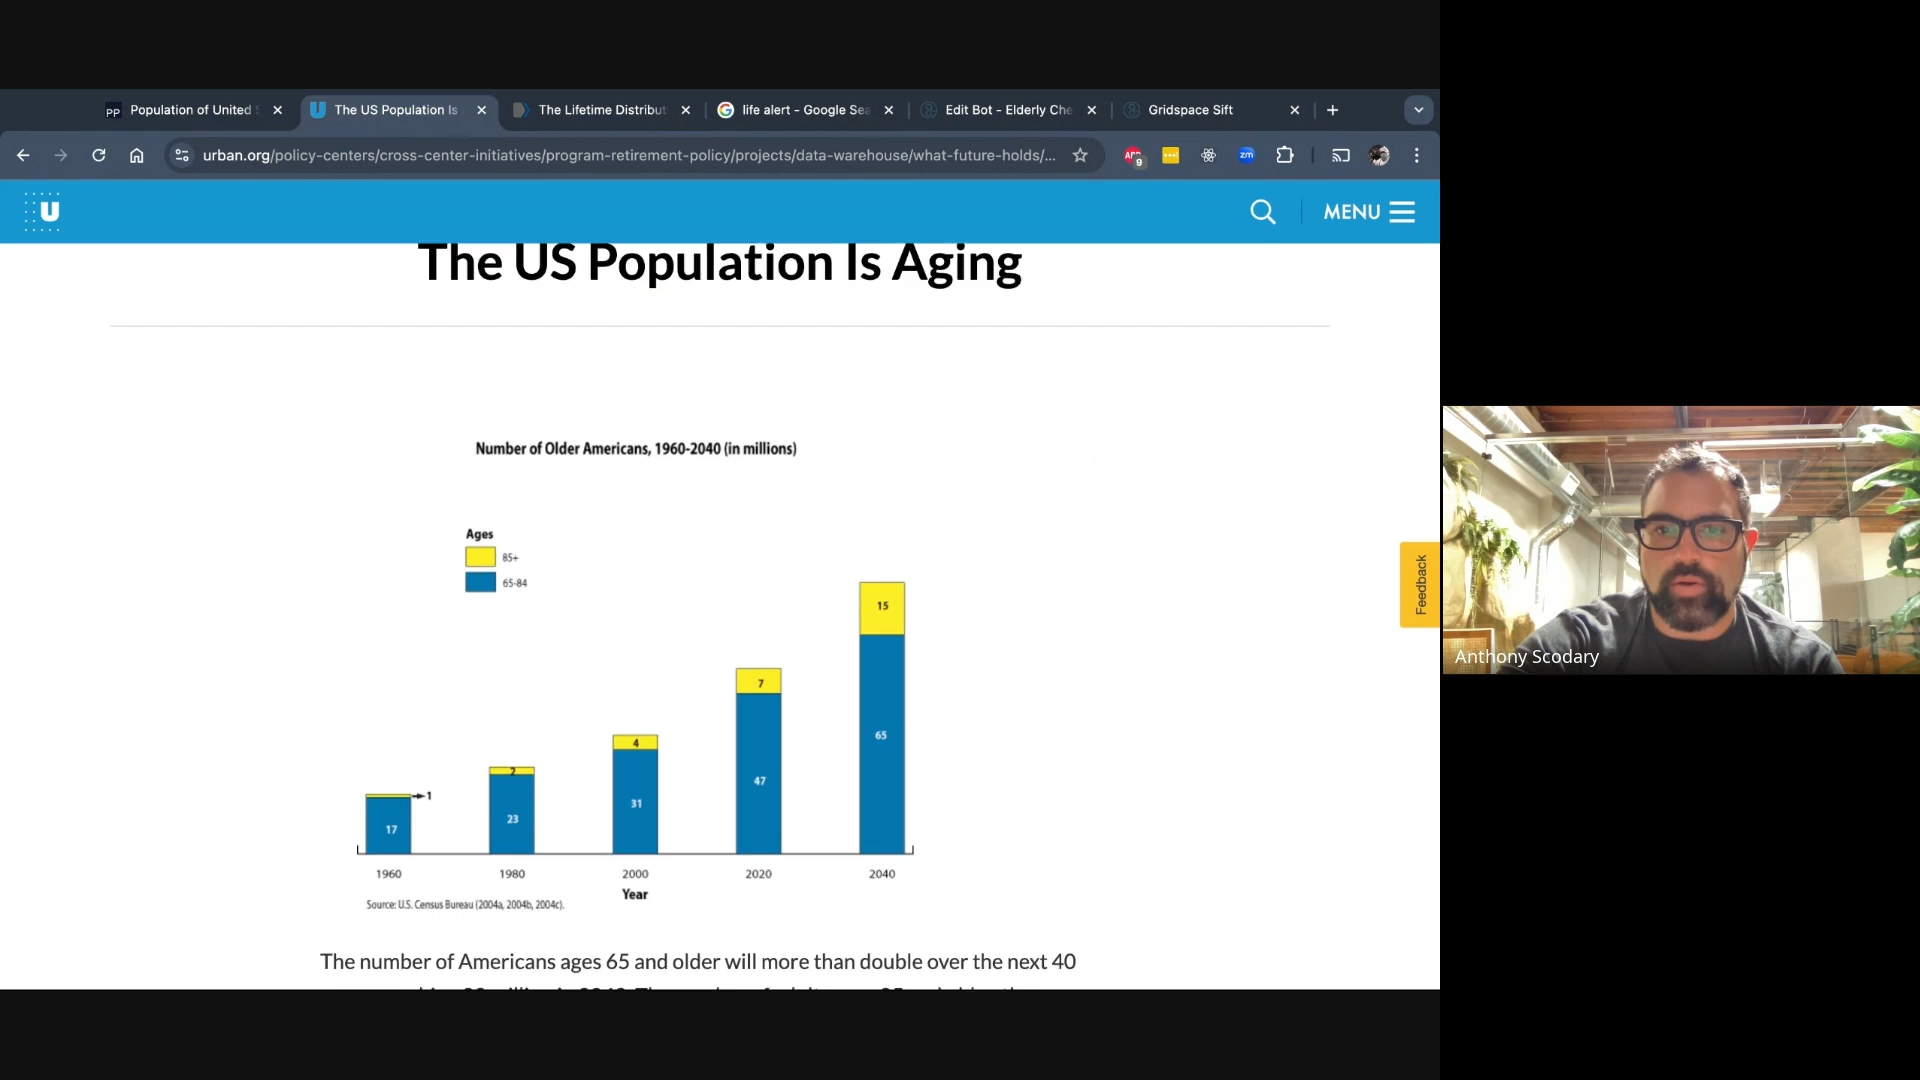 PP Population of United S
The US Population Is
The Lifetime Distribut
life alert - Google Sea
Edit Bot - Elderly Che
Gridspace Sift
urban.org/policy-centers/cross-center-initiatives/program-retirement-policy/projects/data-warehouse/what-future-holds/...
9
zm
U
MENU
The US Population Is Aging
Number of Older Americans, 1960-2040 (in millions)
Ages
85+
65-84
15
65
7
47
4
31
2
23
1
17
1960
1980
2000
2020
2040
Year
Source: U.S. Census Bureau (2004a, 2004b, 2004c).
The number of Americans ages 65 and older will more than double over the next 40
Feedback
Anthony Scodary